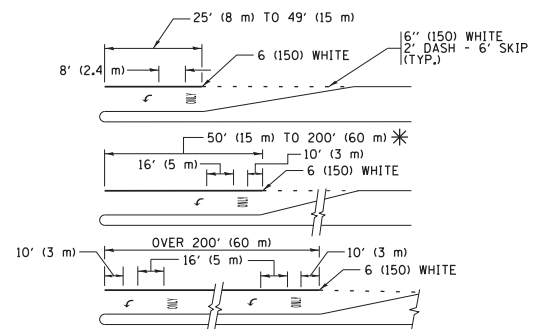 25' (8 m) TO 49' (15 m)
6" (150) WHITE
2' DASH - 6' SKIP
(TYP.)
6 (150) WHITE
8' (2.4 m)
ONLY
50' (15 m) TO 200' (60 m) ✳
16' (5 m)
10' (3 m)
6 (150) WHITE
ONLY
OVER 200' (60 m)
10' (3 m)
16' (5 m)
10' (3 m)
6 (150) WHITE
ONLY
ONLY